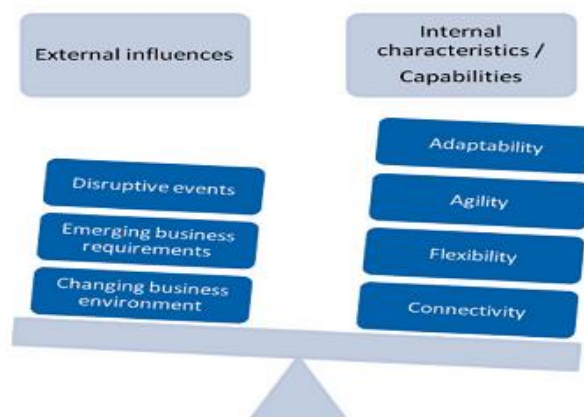 External influences
Internal
characteristics /
Capabilities
Disruptive events
Emerging business
requirements
Changing business
environment
Adaptability
Agility
Flexibility
Connectivity